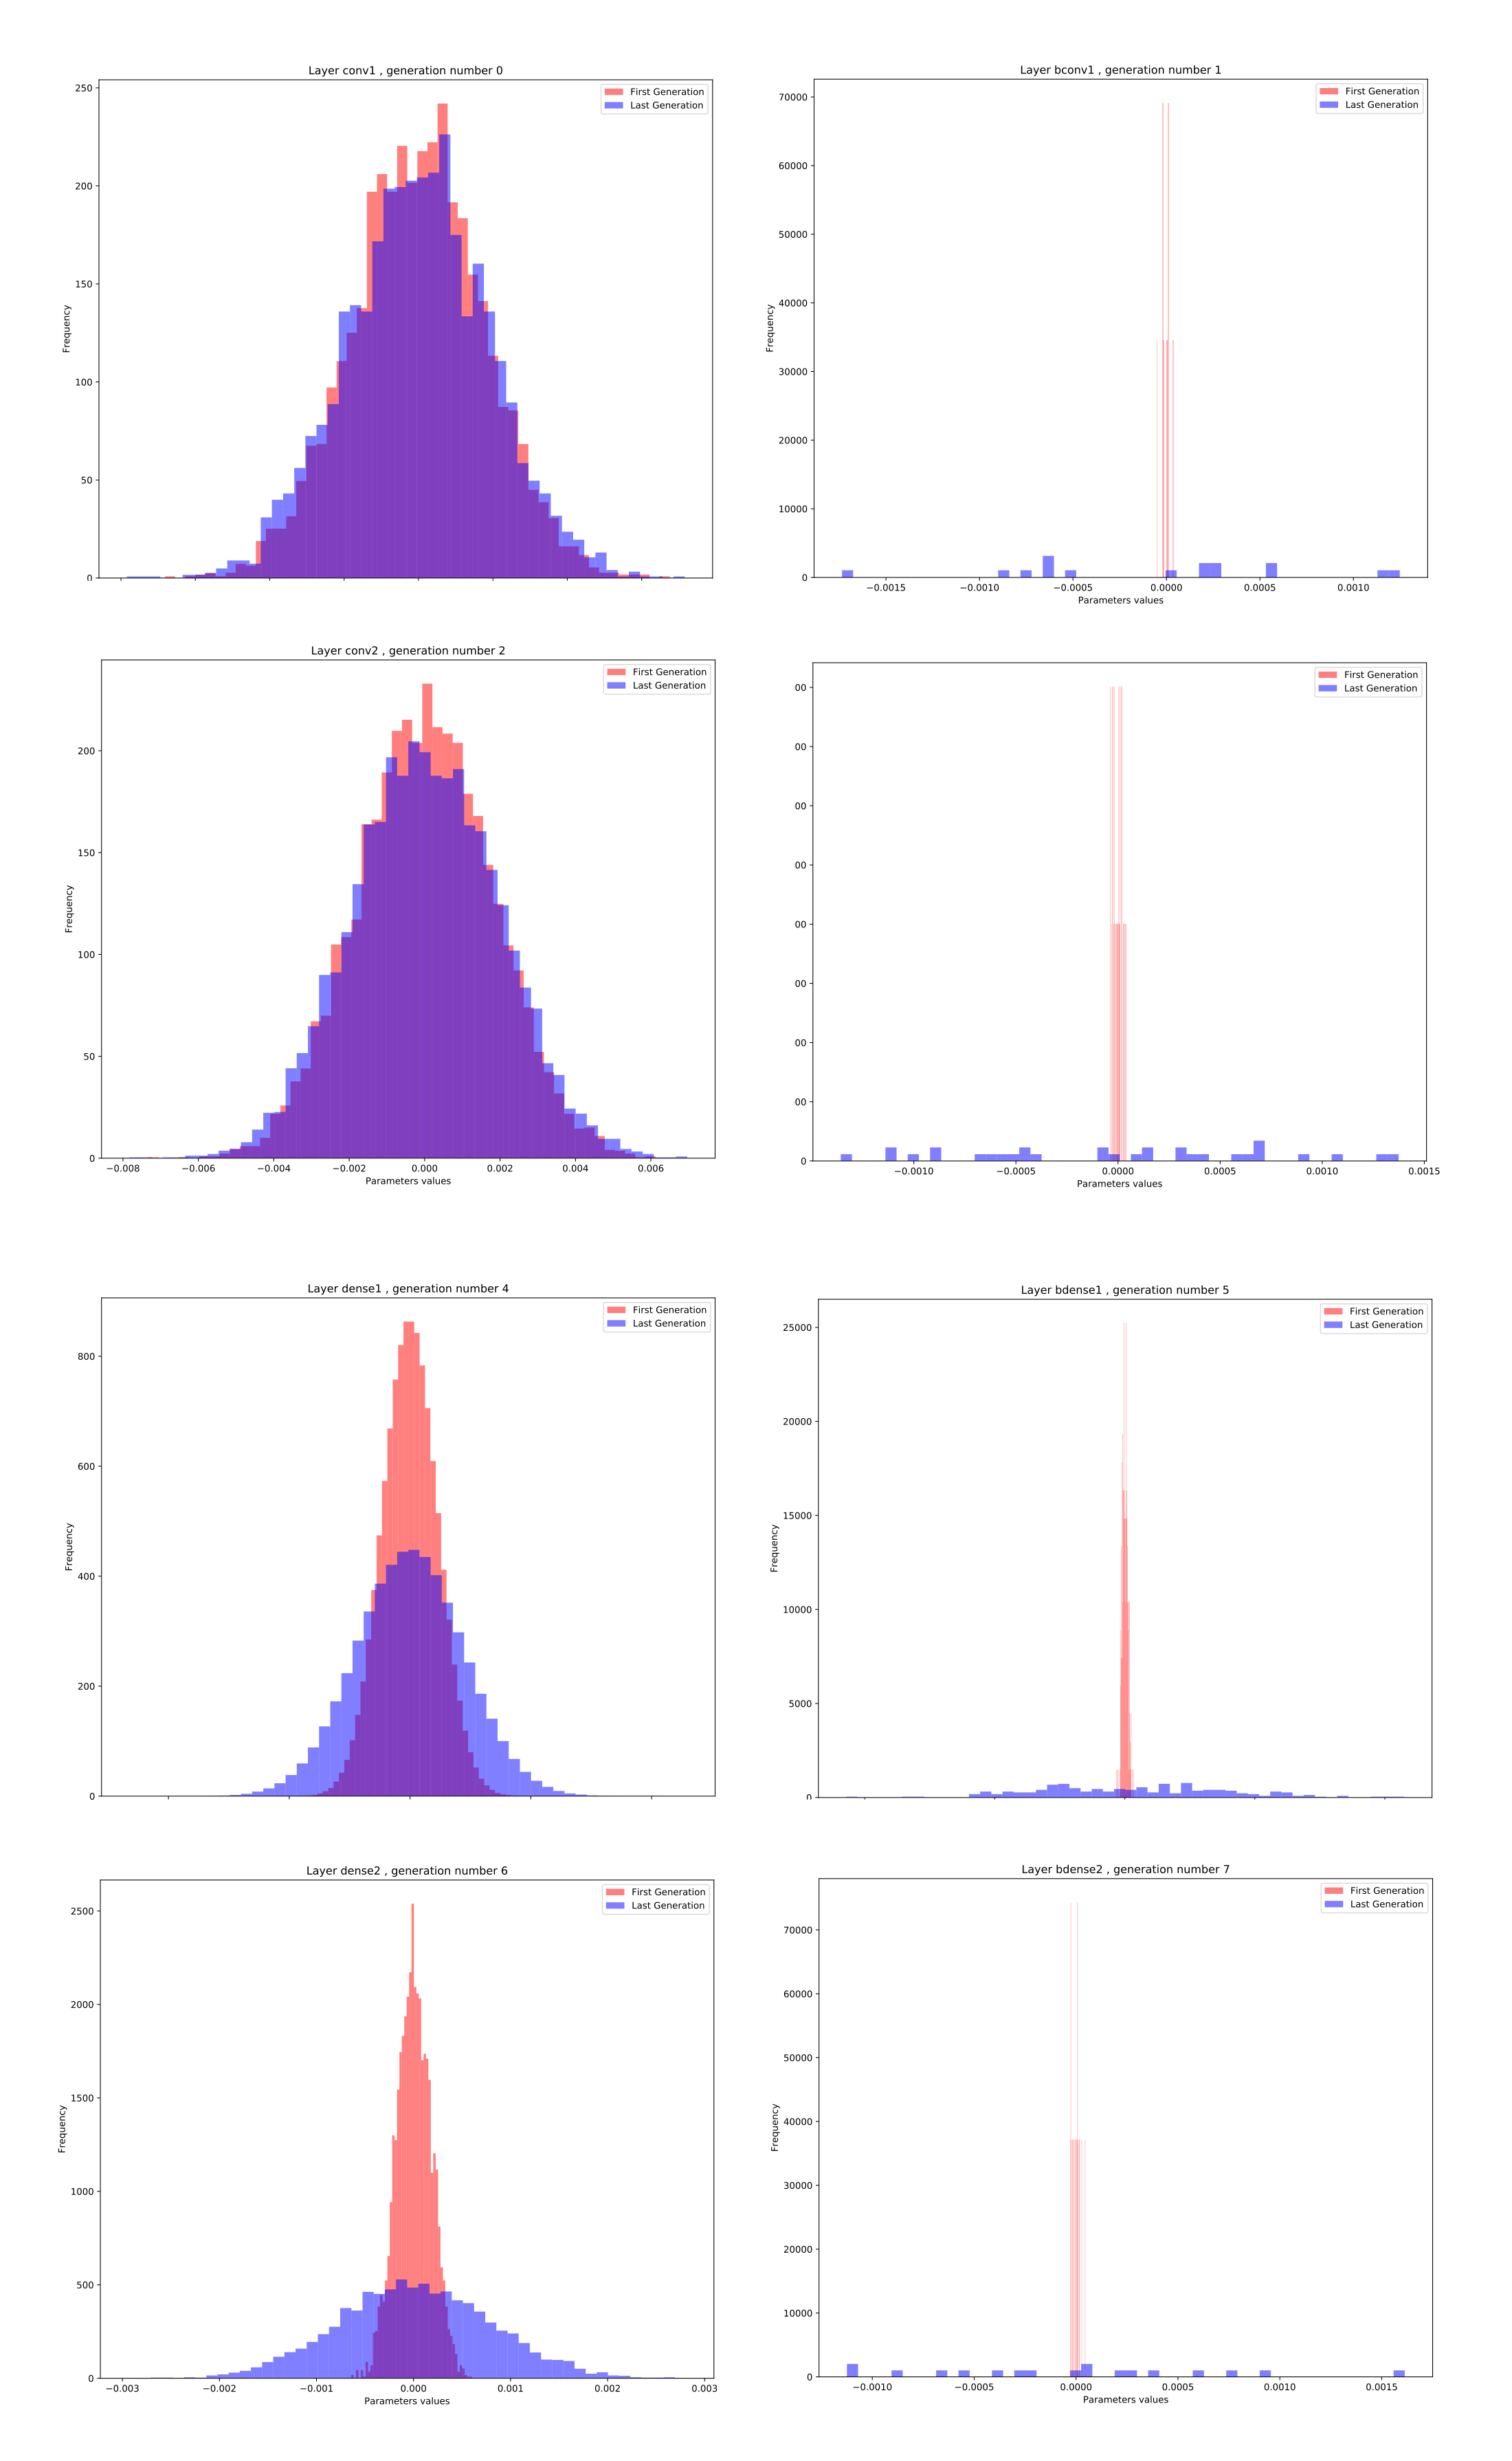 Layer conv1 , generation number 0
First Generation
Last Generation
250
200
150
100
50
0
Frequency
Layer bconv1 , generation number 1
First Generation
Last Generation
70000
60000
50000
40000
30000
20000
10000
0
Frequency
−0.0015 −0.0010 −0.0005 0.0000 0.0005 0.0010
Parameters values
Layer conv2 , generation number 2
First Generation
Last Generation
200
150
100
50
0
Frequency
−0.008 −0.006 −0.004 −0.002 0.000 0.002 0.004 0.006
Parameters values
First Generation
Last Generation
00
00
00
00
00
00
00
00
0
−0.0010 −0.0005 0.0000 0.0005 0.0010 0.0015
Parameters values
Layer dense1 , generation number 4
First Generation
Last Generation
800
600
400
200
0
Frequency
Layer bdense1 , generation number 5
First Generation
Last Generation
25000
20000
15000
10000
5000
0
Frequency
Layer dense2 , generation number 6
First Generation
Last Generation
2500
2000
1500
1000
500
0
Frequency
−0.003 −0.002 −0.001 0.000 0.001 0.002 0.003
Parameters values
Layer bdense2 , generation number 7
First Generation
Last Generation
70000
60000
50000
40000
30000
20000
10000
0
Frequency
−0.0010 −0.0005 0.0000 0.0005 0.0010 0.0015
Parameters values